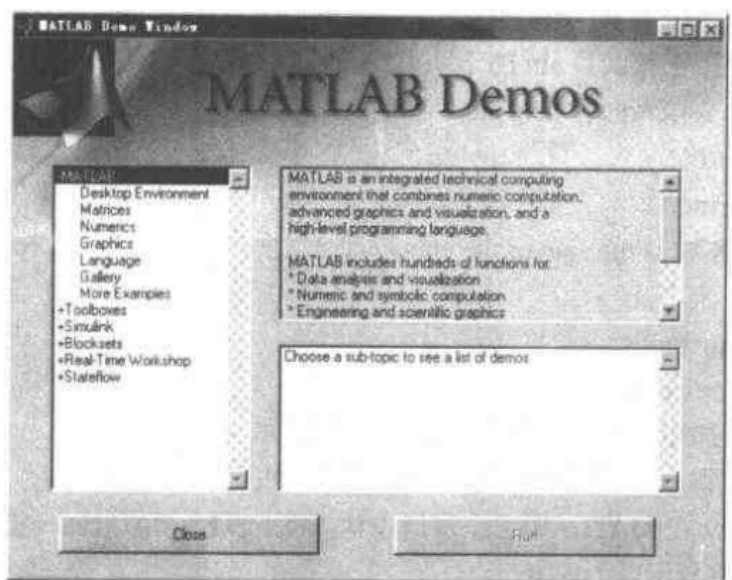 MATLAB Demo Window
MATLAB Demos
-MATLAB
Desktop Environment
Matrices
Numerics
Graphics
Language
Gallery
More Examples
+Toolboxes
+Simulink
+Blocksets
+Real-Time Workshop
+Stateflow
MATLAB is an integrated technical computing
environment that combines numeric computation,
advanced graphics and visualization, and a
high-level programming language.
MATLAB includes hundreds of functions for:
* Data analysis and visualization
* Numeric and symbolic computation
* Engineering and scientific graphics
Choose a sub-topic to see a list of demos
Close
Run